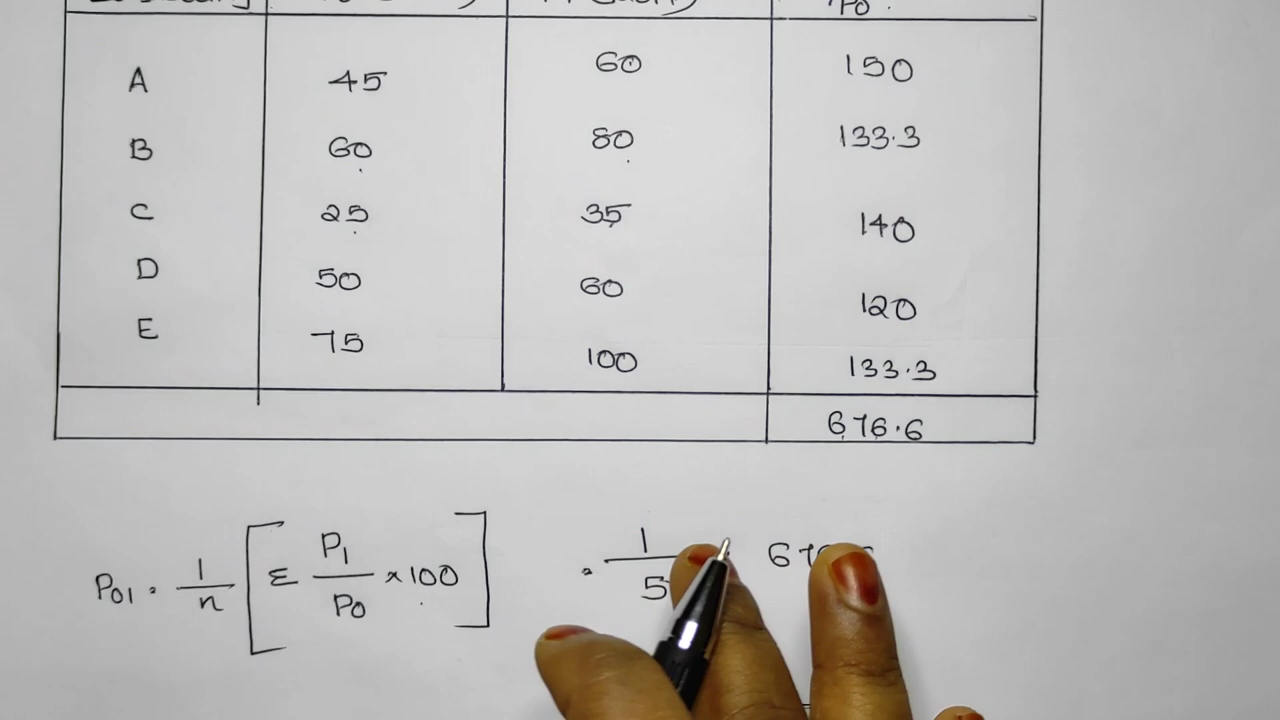 A 45 60 150
B 60 80 133.3
C 25 35 140
D 50 60 120
E 75 100 133.3
676.6
P01 = 1/n [ Σ P1/P0 × 100 ] = 1/5